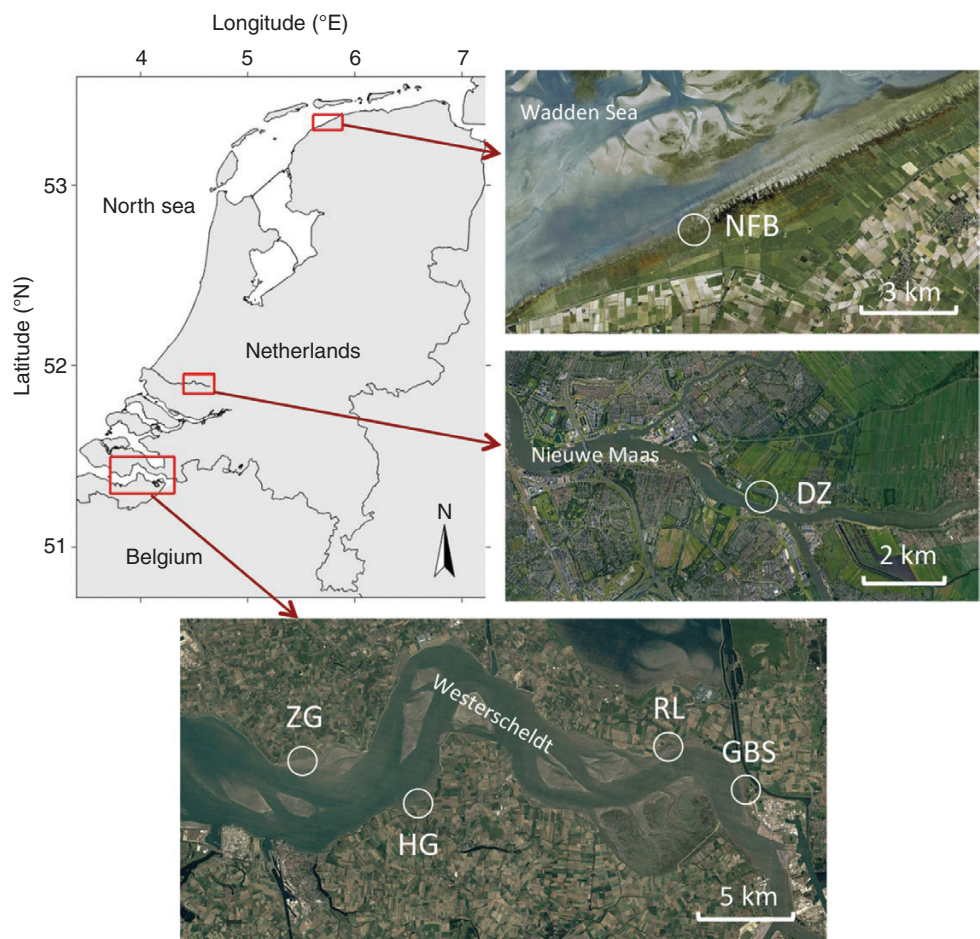 Longitude (°E)
4 5 6 7
Latitude (°N)
53
52
51
North sea
Netherlands
Belgium
N
Wadden Sea
NFB
3 km
Nieuwe Maas
DZ
2 km
Westerscheldt
ZG
HG
RL
GBS
5 km